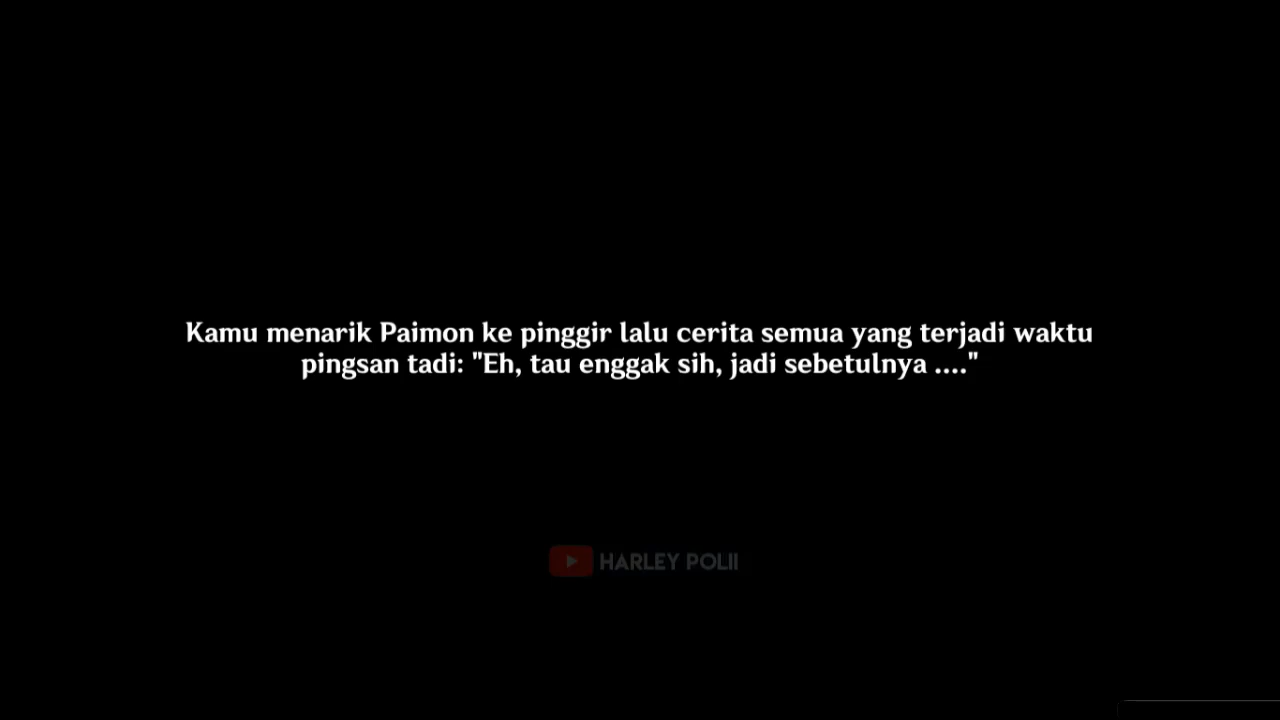 Kamu menarik Paimon ke pinggir lalu cerita semua yang terjadi waktu
pingsan tadi: "Eh, tau enggak sih, jadi sebetulnya ...."
HARLEY POLII